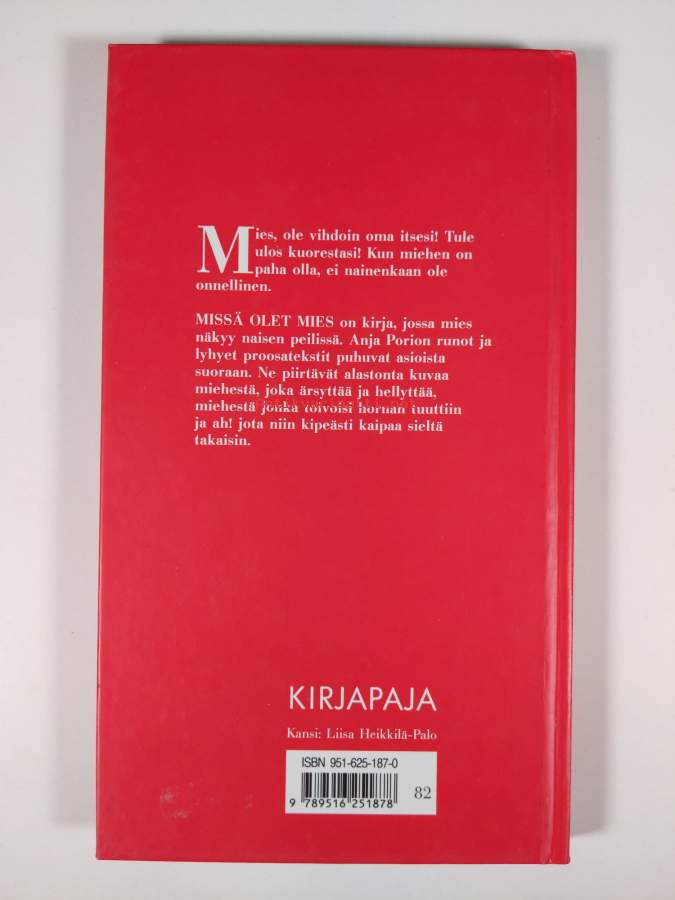 Mies, ole vihdoin oma itsesi! Tule
ulos kuorestasi! Kun miehen on
paha olla, ei nainenkaan ole
onnellinen.
MISSÄ OLET MIES on kirja, jossa mies
näkyy naisen peilissä. Anja Porion runot ja
lyhyet proosatekstit puhuvat asioista
suoraan. Ne piirtävät alastonta kuvaa
miehestä, joka ärsyttää ja hellyttää,
miehestä jonka toivoisi hornan tuuttiin
ja ah! jota niin kipeästi kaipaa sieltä
takaisin.
KIRJAPAJA
Kansi: Liisa Heikkilä-Palo
ISBN 951-625-187-0
9 789516 251878
82